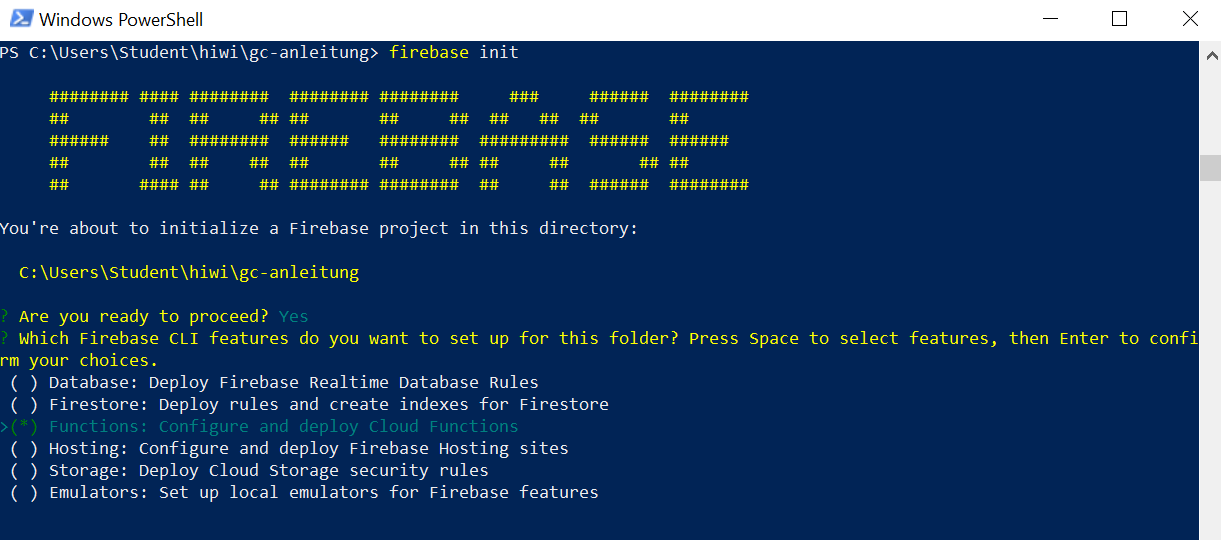 Windows PowerShell
PS C:\Users\Student\hiwi\gc-anleitung> firebase init
     ######## #### ########  ######## ########     ###     ######  ########
     ##        ##  ##     ## ##       ##     ##  ##   ##  ##       ##
     ######    ##  ########  ######   ########  #########  ######  ######
     ##        ##  ##    ##  ##       ##     ## ##     ##       ## ##
     ##       #### ##     ## ######## ########  ##     ##  ######  ########
You're about to initialize a Firebase project in this directory:
  C:\Users\Student\hiwi\gc-anleitung
? Are you ready to proceed? Yes
? Which Firebase CLI features do you want to set up for this folder? Press Space to select features, then Enter to confi
rm your choices.
 ( ) Database: Deploy Firebase Realtime Database Rules
 ( ) Firestore: Deploy rules and create indexes for Firestore
>(*) Functions: Configure and deploy Cloud Functions
 ( ) Hosting: Configure and deploy Firebase Hosting sites
 ( ) Storage: Deploy Cloud Storage security rules
 ( ) Emulators: Set up local emulators for Firebase features